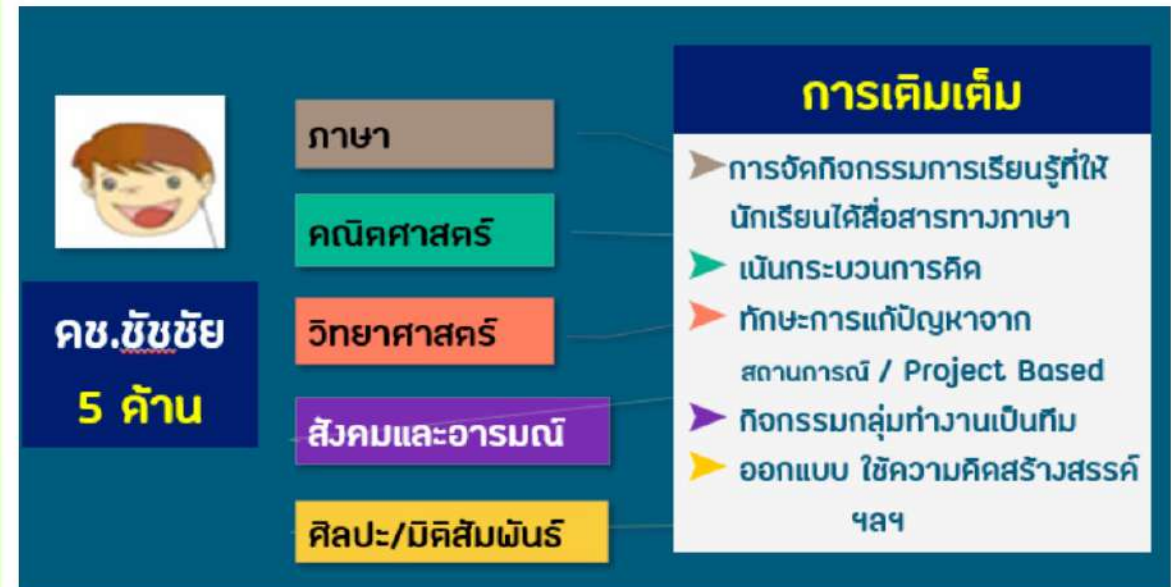 ดช.ชัชชัย
5 ด้าน
ภาษา
คณิตศาสตร์
วิทยาศาสตร์
สังคมและอารมณ์
ศิลปะ/มิติสัมพันธ์
การเติมเต็ม
การจัดกิจกรรมการเรียนรู้ที่ให้
นักเรียนได้สื่อสารทางภาษา
เน้นกระบวนการคิด
ทักษะการแก้ปัญหาจาก
สถานการณ์ / Project Based
กิจกรรมกลุ่มทำงานเป็นทีม
ออกแบบ ใช้ความคิดสร้างสรรค์
ฯลฯ